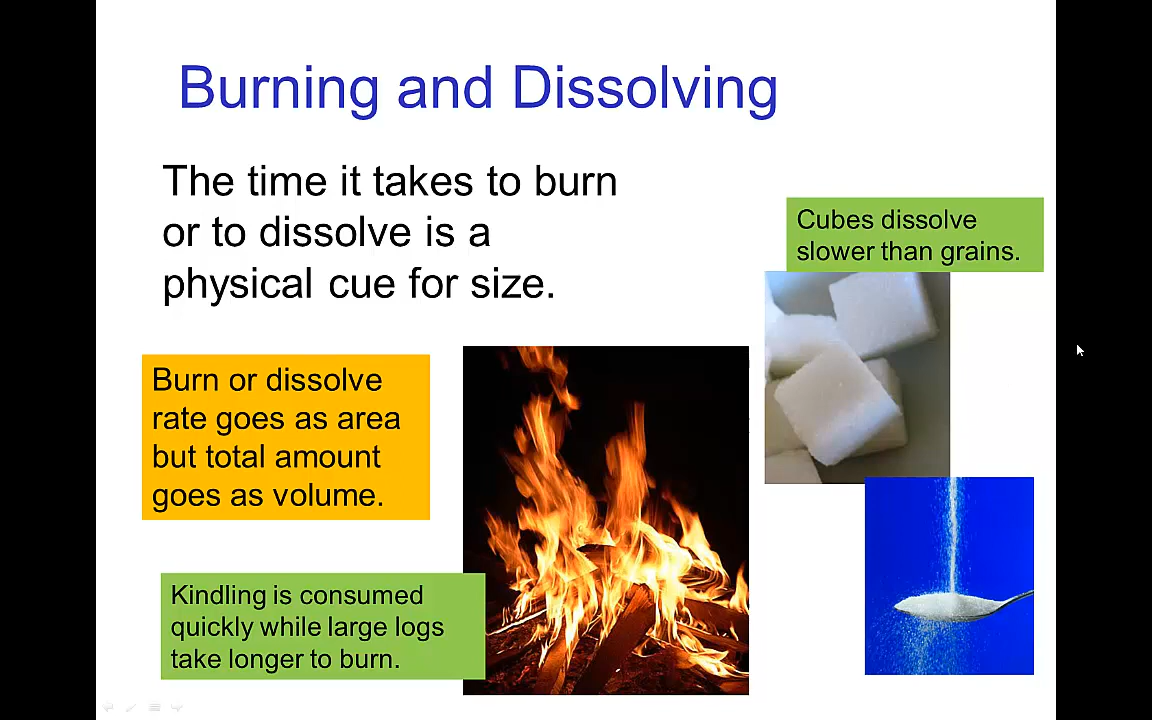 Burning and Dissolving
The time it takes to burn
or to dissolve is a
physical cue for size.
Cubes dissolve
slower than grains.
Burn or dissolve
rate goes as area
but total amount
goes as volume.
Kindling is consumed
quickly while large logs
take longer to burn.